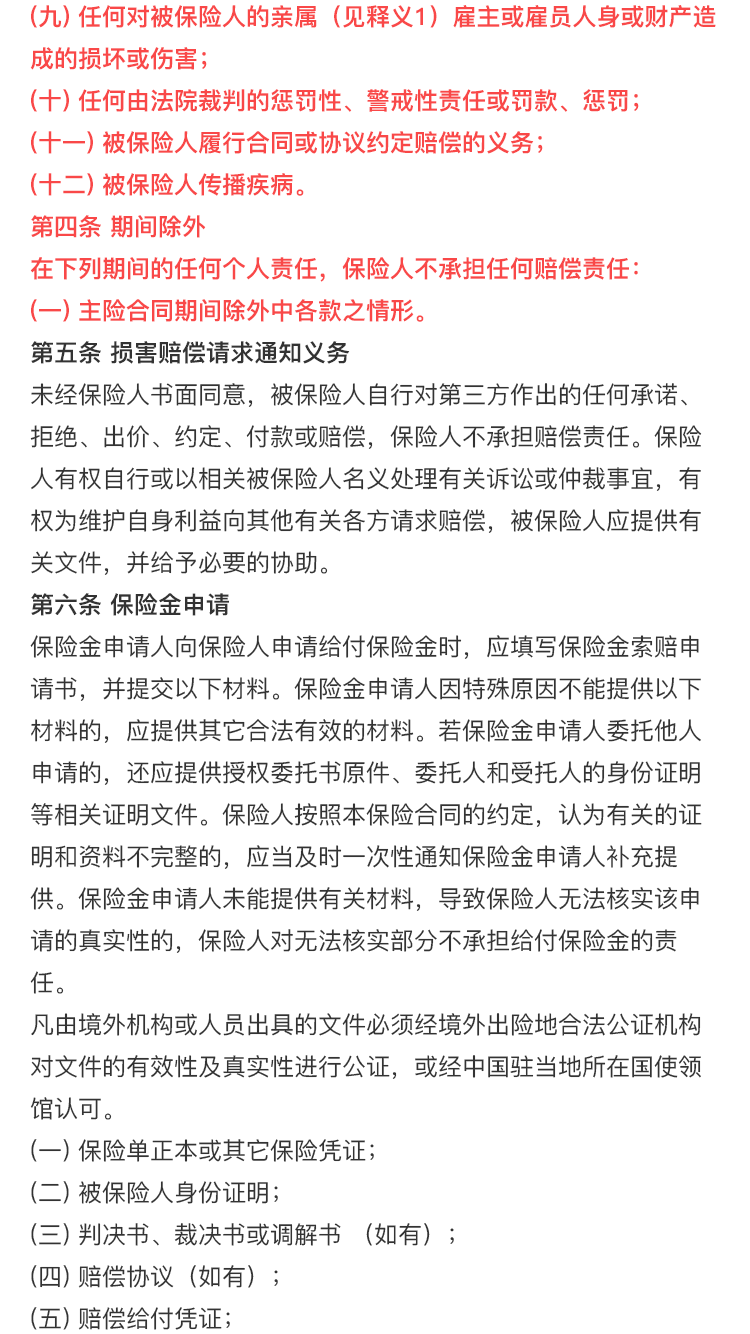 (九) 任何对被保险人的亲属（见释义1）雇主或雇员人身或财产造
成的损坏或伤害；
(十) 任何由法院裁判的惩罚性、警戒性责任或罚款、惩罚；
(十一) 被保险人履行合同或协议约定赔偿的义务；
(十二) 被保险人传播疾病。
第四条 期间除外
在下列期间的任何个人责任，保险人不承担任何赔偿责任：
(一) 主险合同期间除外中各款之情形。
第五条 损害赔偿请求通知义务
未经保险人书面同意，被保险人自行对第三方作出的任何承诺、
拒绝、出价、约定、付款或赔偿，保险人不承担赔偿责任。保险
人有权自行或以相关被保险人名义处理有关诉讼或仲裁事宜，有
权为维护自身利益向其他有关各方请求赔偿，被保险人应提供有
关文件，并给予必要的协助。
第六条 保险金申请
保险金申请人向保险人申请给付保险金时，应填写保险金索赔申
请书，并提交以下材料。保险金申请人因特殊原因不能提供以下
材料的，应提供其它合法有效的材料。若保险金申请人委托他人
申请的，还应提供授权委托书原件、委托人和受托人的身份证明
等相关证明文件。保险人按照本保险合同的约定，认为有关的证
明和资料不完整的，应当及时一次性通知保险金申请人补充提
供。保险金申请人未能提供有关材料，导致保险人无法核实该申
请的真实性的，保险人对无法核实部分不承担给付保险金的责
任。
凡由境外机构或人员出具的文件必须经境外出险地合法公证机构
对文件的有效性及真实性进行公证，或经中国驻当地所在国使领
馆认可。
(一) 保险单正本或其它保险凭证；
(二) 被保险人身份证明；
(三) 判决书、裁决书或调解书 （如有）；
(四) 赔偿协议（如有）；
(五) 赔偿给付凭证；